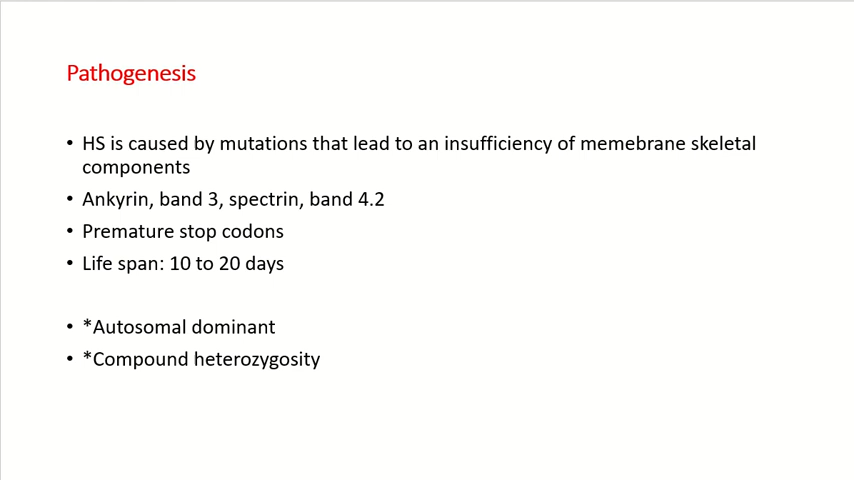 Pathogenesis
• HS is caused by mutations that lead to an insufficiency of memebrane skeletal
components
• Ankyrin, band 3, spectrin, band 4.2
• Premature stop codons
• Life span: 10 to 20 days
• *Autosomal dominant
• *Compound heterozygosity